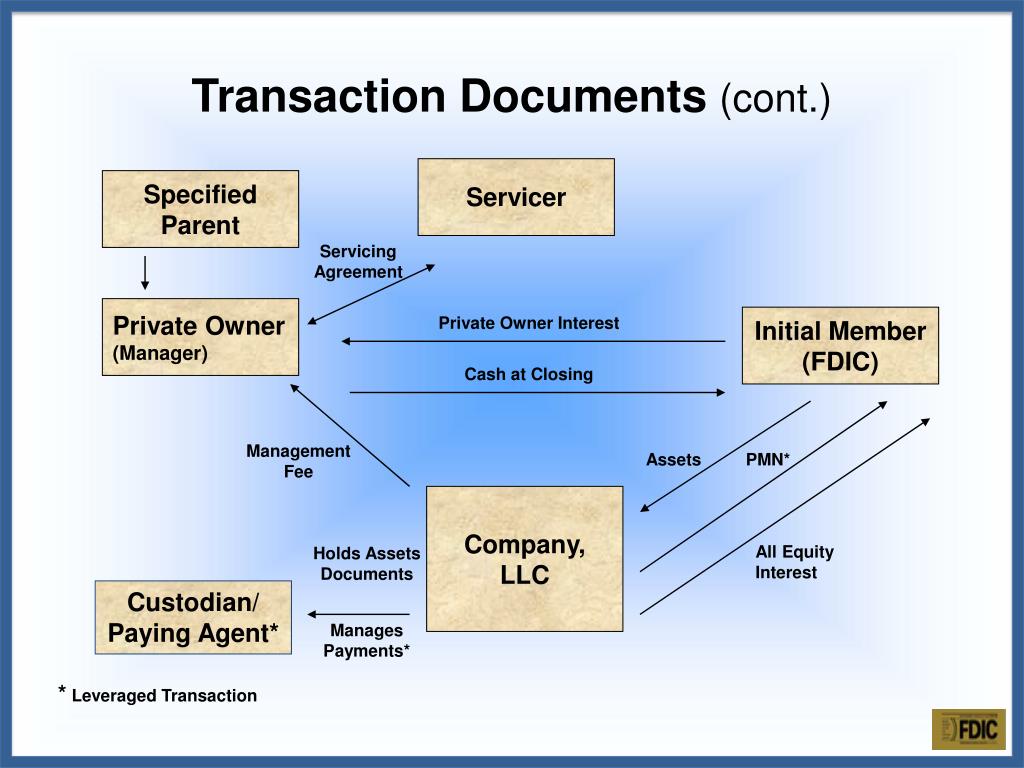 Transaction Documents (cont.)
Specified
Parent
Servicer
Servicing
Agreement
Private Owner
(Manager)
Private Owner Interest
Initial Member
(FDIC)
Cash at Closing
Management
Fee
Assets
PMN*
Company,
LLC
All Equity
Interest
Holds Assets
Documents
Custodian/
Paying Agent*
Manages
Payments*
* Leveraged Transaction
FDIC